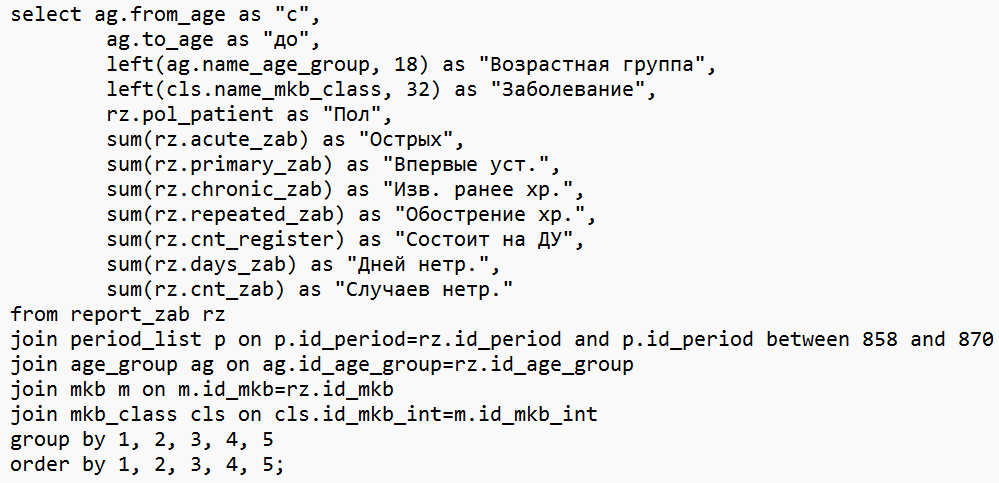 select ag.from_age as "с",
ag.to_age as "до",
left(ag.name_age_group, 18) as "Возрастная группа",
left(cls.name_mkb_class, 32) as "Заболевание",
rz.pol_patient as "Пол",
sum(rz.acute_zab) as "Острых",
sum(rz.primary_zab) as "Впервые уст.",
sum(rz.chronic_zab) as "Изв. ранее хр.",
sum(rz.repeated_zab) as "Обострение хр.",
sum(rz.cnt_register) as "Состоит на ДУ",
sum(rz.days_zab) as "Дней нетр.",
sum(rz.cnt_zab) as "Случаев нетр."
from report_zab rz
join period_list p on p.id_period=rz.id_period and p.id_period between 858 and 870
join age_group ag on ag.id_age_group=rz.id_age_group
join mkb m on m.id_mkb=rz.id_mkb
join mkb_class cls on cls.id_mkb_int=m.id_mkb_int
group by 1, 2, 3, 4, 5
order by 1, 2, 3, 4, 5;